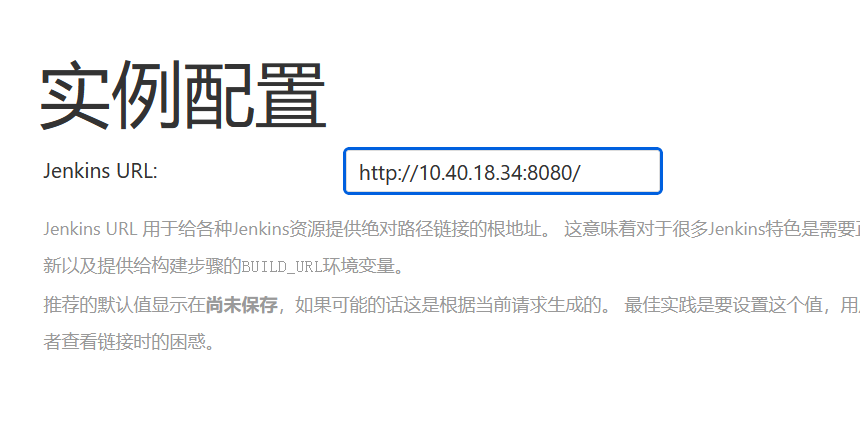 实例配置
Jenkins URL:
http://10.40.18.34:8080/
Jenkins URL 用于给各种Jenkins资源提供绝对路径链接的根地址。 这意味着对于很多Jenkins特色是需要
新以及提供给构建步骤的BUILD_URL环境变量。
推荐的默认值显示在尚未保存，如果可能的话这是根据当前请求生成的。 最佳实践是要设置这个值，用
者查看链接时的困惑。